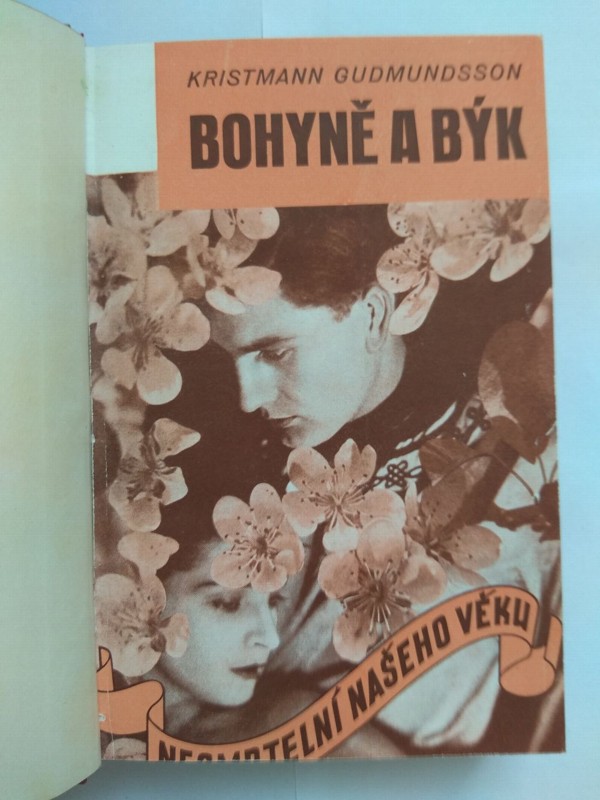 KRISTMANN GUDMUNDSSON
BOHYNĚ A BÝK
NESMRTELNÍ NAŠEHO VĚKU